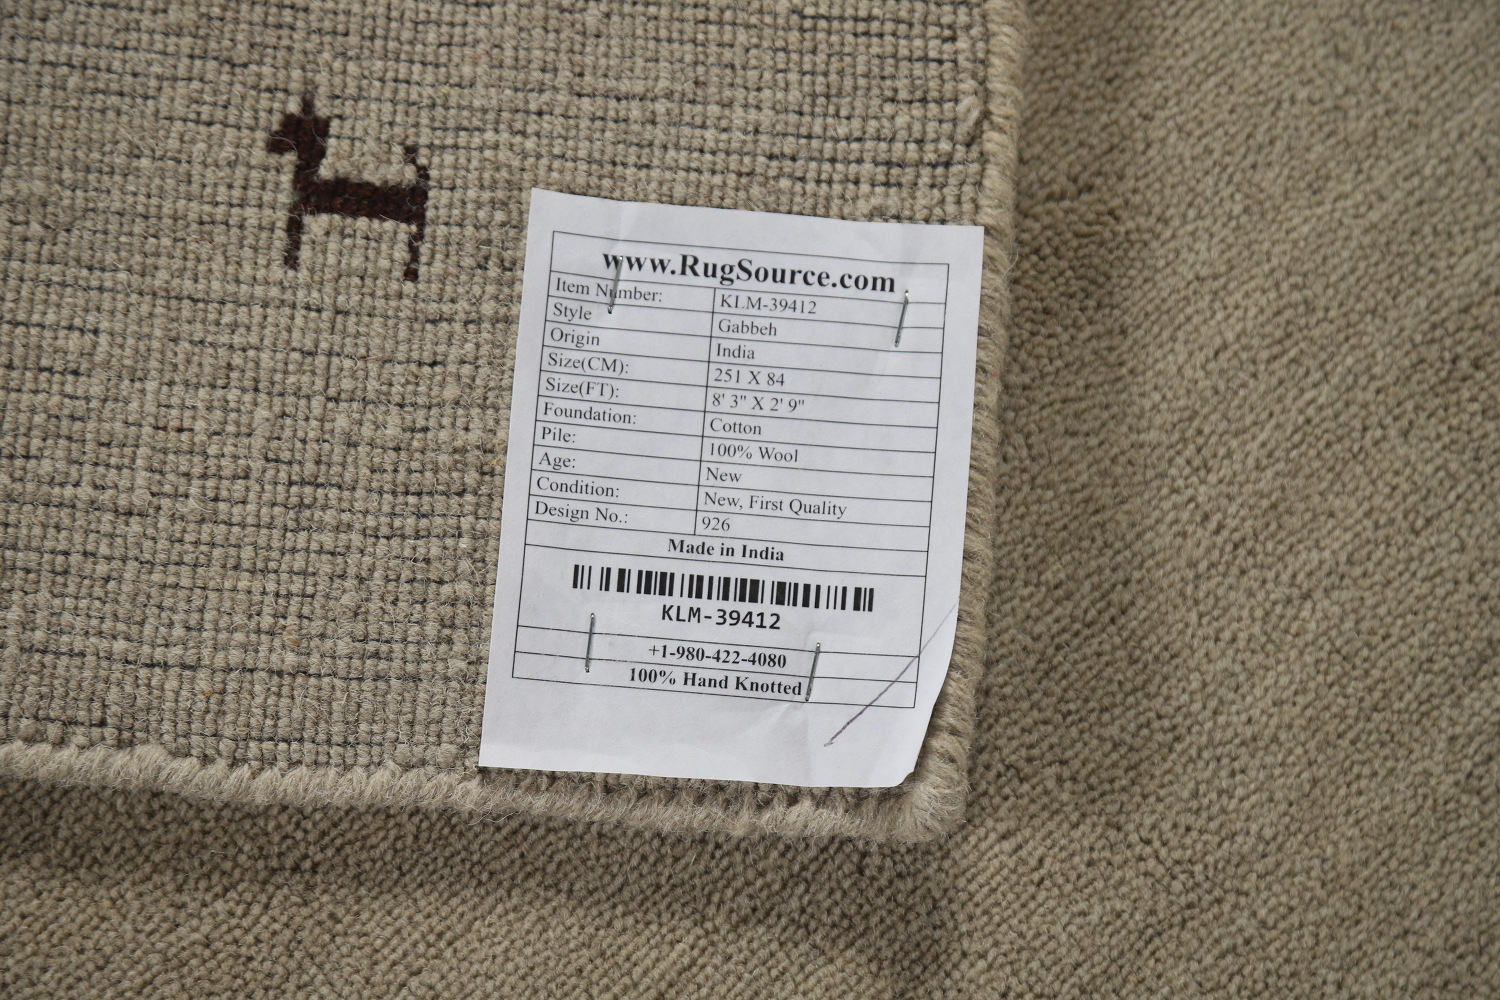 www.RugSource.com
Item Number: KLM-39412
Style Gabbeh
Origin India
Size(CM): 251 X 84
Size(FT): 8' 3" X 2' 9"
Foundation: Cotton
Pile: 100% Wool
Age: New
Condition: New, First Quality
Design No.: 926
Made in India
KLM-39412
+1-980-422-4080
100% Hand Knotted